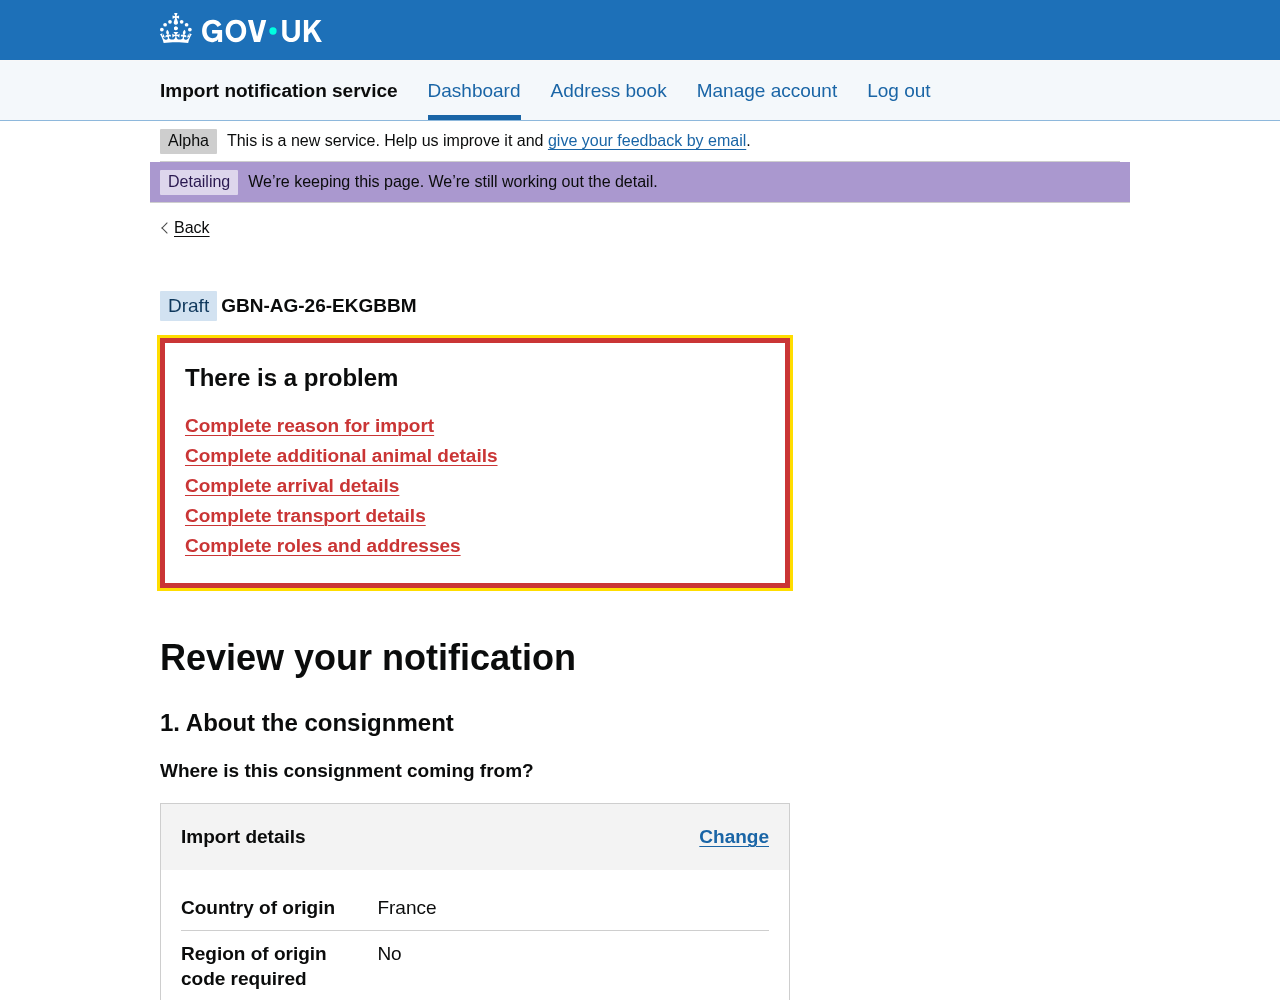 GOV•UK
Import notification service Dashboard Address book Manage account Log out
Alpha This is a new service. Help us improve it and give your feedback by email.
Detailing We’re keeping this page. We’re still working out the detail.
Back
Draft GBN-AG-26-EKGBBM
There is a problem
Complete reason for import
Complete additional animal details
Complete arrival details
Complete transport details
Complete roles and addresses
Review your notification
1. About the consignment
Where is this consignment coming from?
Import details Change
Country of origin France
Region of origin No
code required